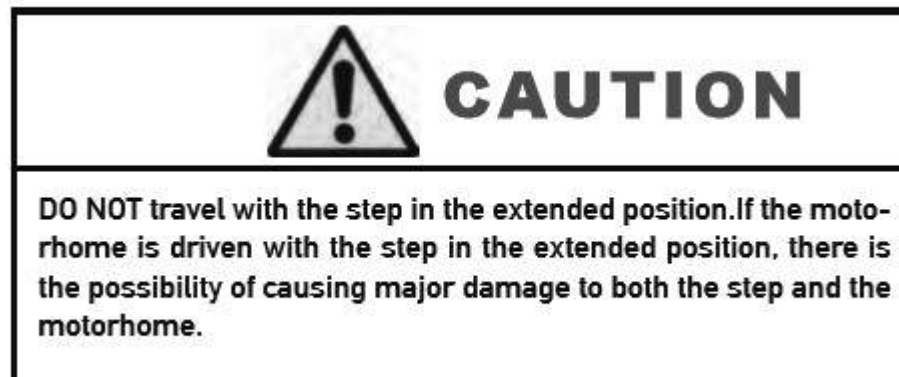 CAUTION
DO NOT travel with the step in the extended position.If the moto-
rhome is driven with the step in the extended position, there is
the possibility of causing major damage to both the step and the
motorhome.